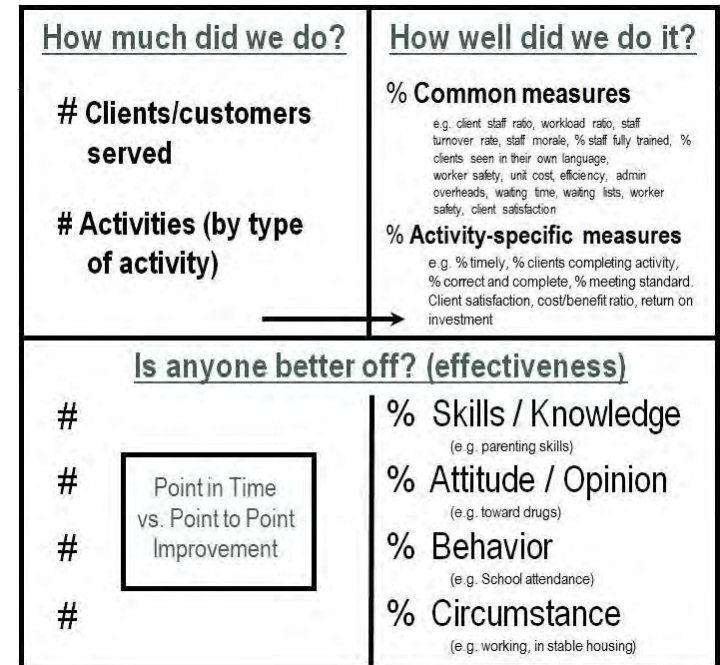 How much did we do?
# Clients/customers
served
# Activities (by type
of activity)
How well did we do it?
% Common measures
e.g. client staff ratio, workload ratio, staff
turnover rate, staff morale, % staff fully trained, %
clients seen in their own language,
worker safety, unit cost, efficiency, admin
overheads, waiting time, waiting lists, worker
safety, client satisfaction
% Activity-specific measures
e.g. % timely, % clients completing activity,
% correct and complete, % meeting standard.
Client satisfaction, cost/benefit ratio, return on
investment
Is anyone better off? (effectiveness)
#
#
#
#
Point in Time
vs. Point to Point
Improvement
% Skills / Knowledge
(e.g. parenting skills)
% Attitude / Opinion
(e.g. toward drugs)
% Behavior
(e.g. School attendance)
% Circumstance
(e.g. working, in stable housing)